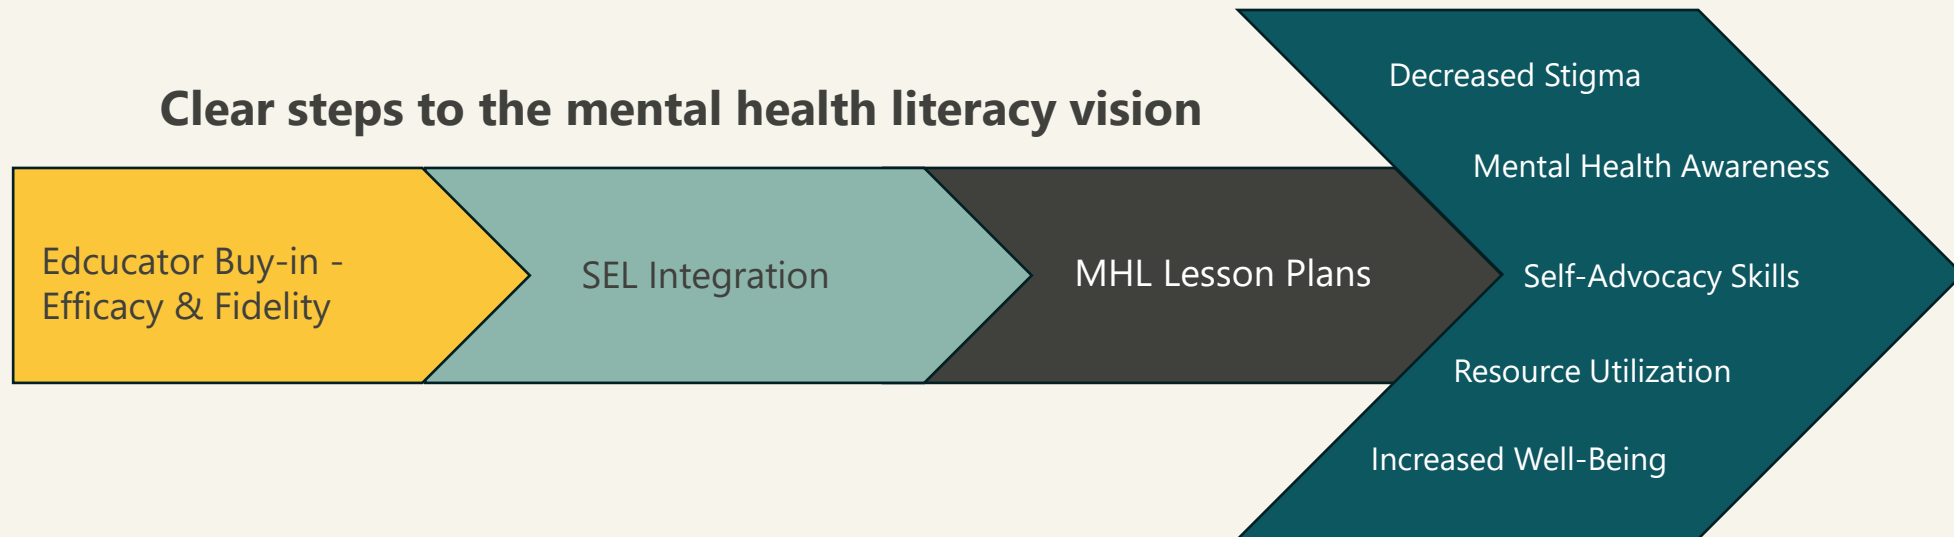 Clear steps to the mental health literacy vision
Edcucator Buy-in -
Efficacy & Fidelity
SEL Integration
MHL Lesson Plans
Decreased Stigma
Mental Health Awareness
Self-Advocacy Skills
Resource Utilization
Increased Well-Being